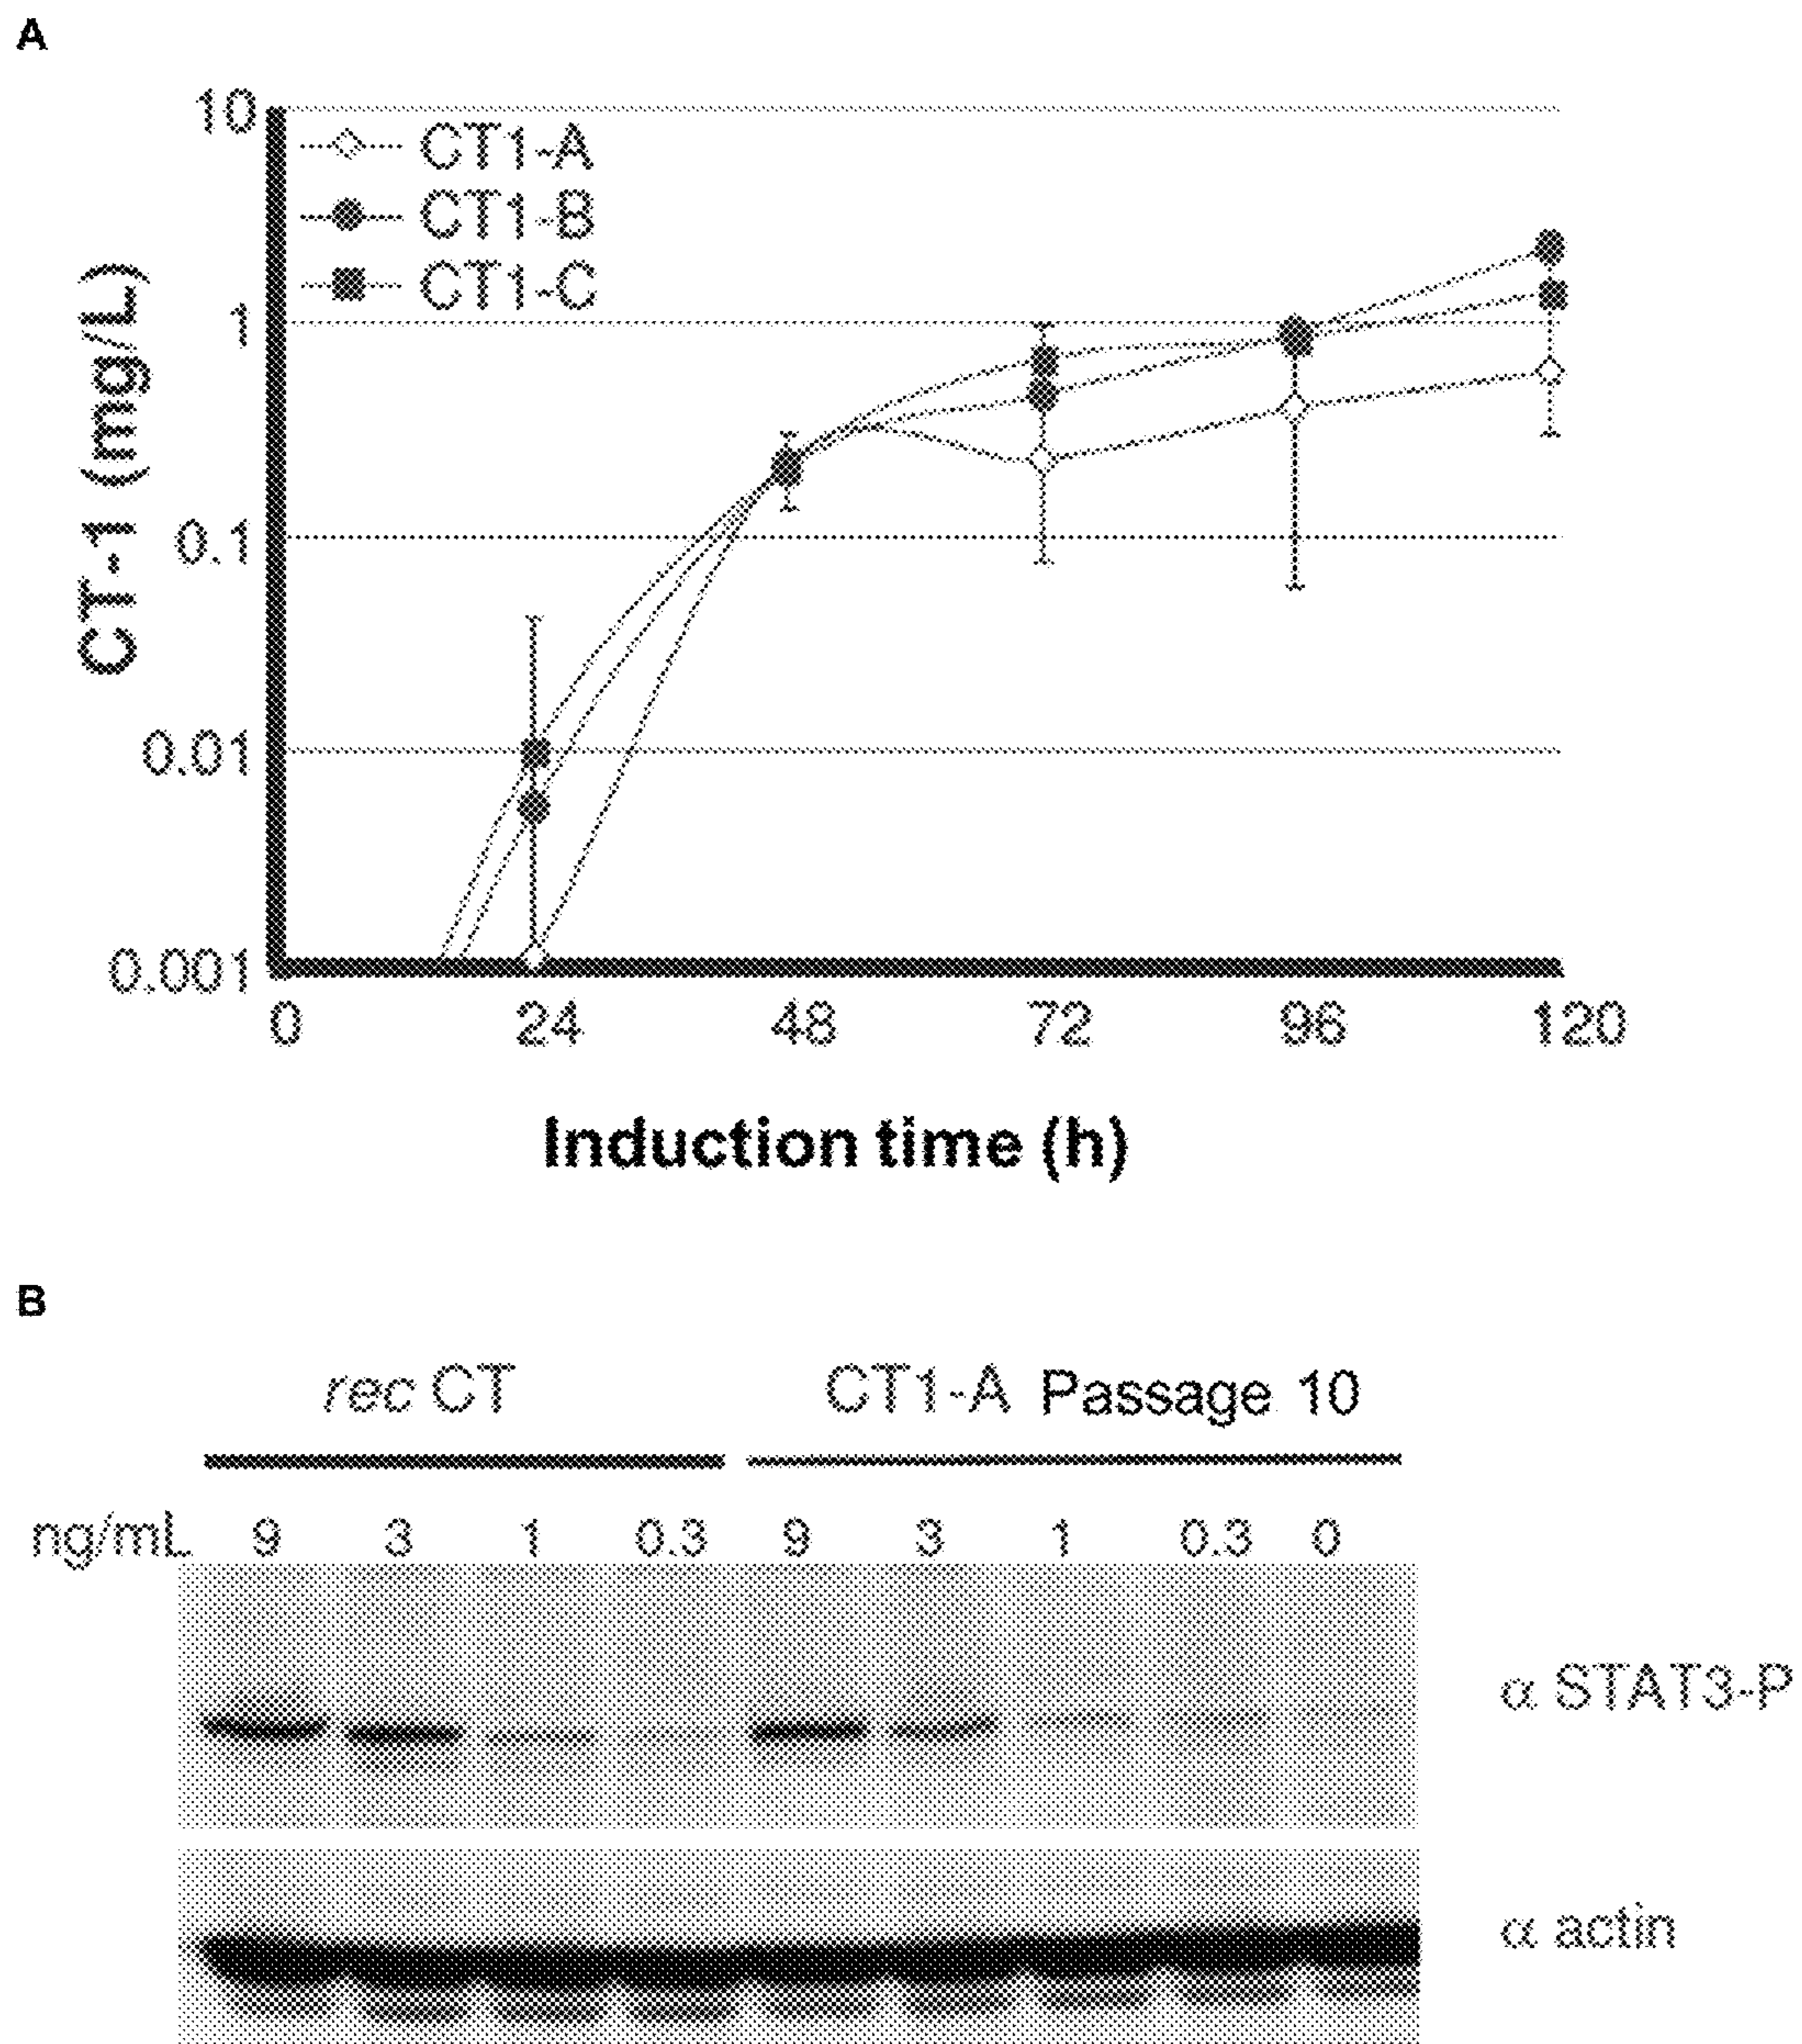 A
10
CT1-A
CT1-B
CT1-C
1
0.1
0.01
0.001
CT-1 (mg/L)
0 24 48 72 96 120
Induction time (h)
B
rec CT CT1-A Passage 10
ng/mL 9 3 1 0.3 9 3 1 0.3 0
α STAT3-P
α actin